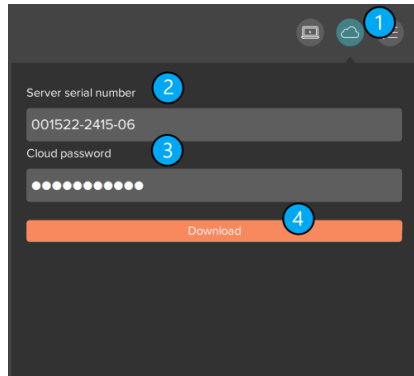 1
Server serial number 2
001522-2415-06
Cloud password 3
●●●●●●●●●●●
4
Download